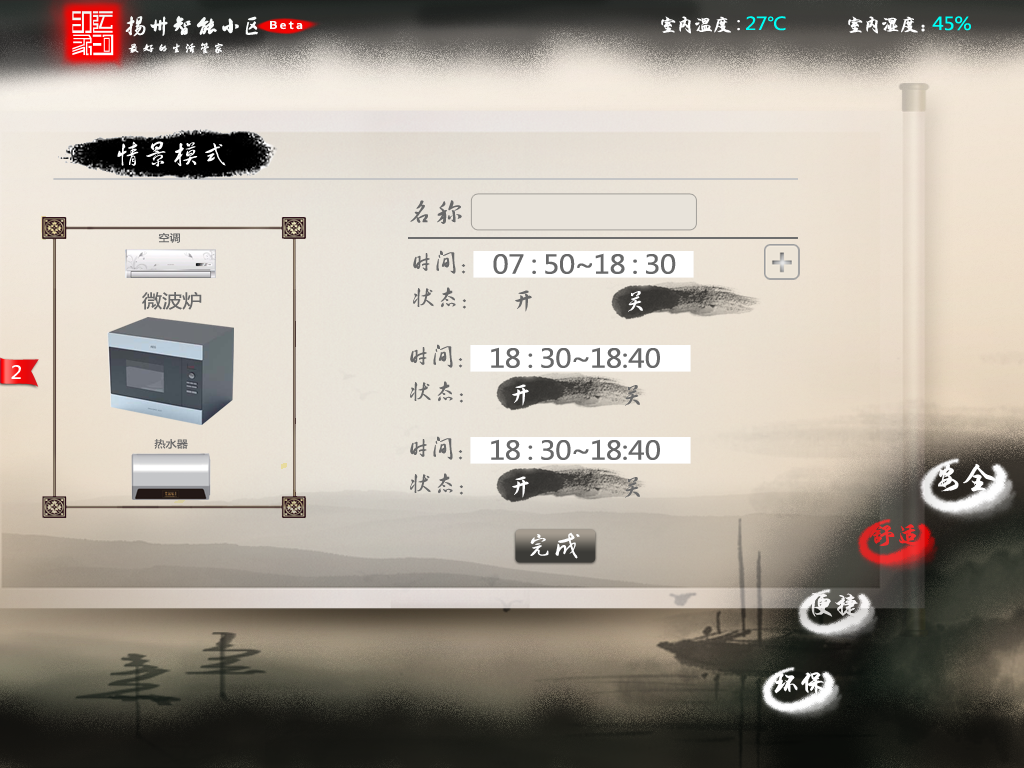 扬州智能小区 Beta
最好的生活管家
室内温度：27℃
室内湿度：45%
情景模式
空调
微波炉
热水器
2
名称
时间：07：50~18：30
状态： 开 关
时间：18：30~18:40
状态： 开 关
时间：18：30~18:40
状态： 开 关
完成
安全
舒适
便捷
环保